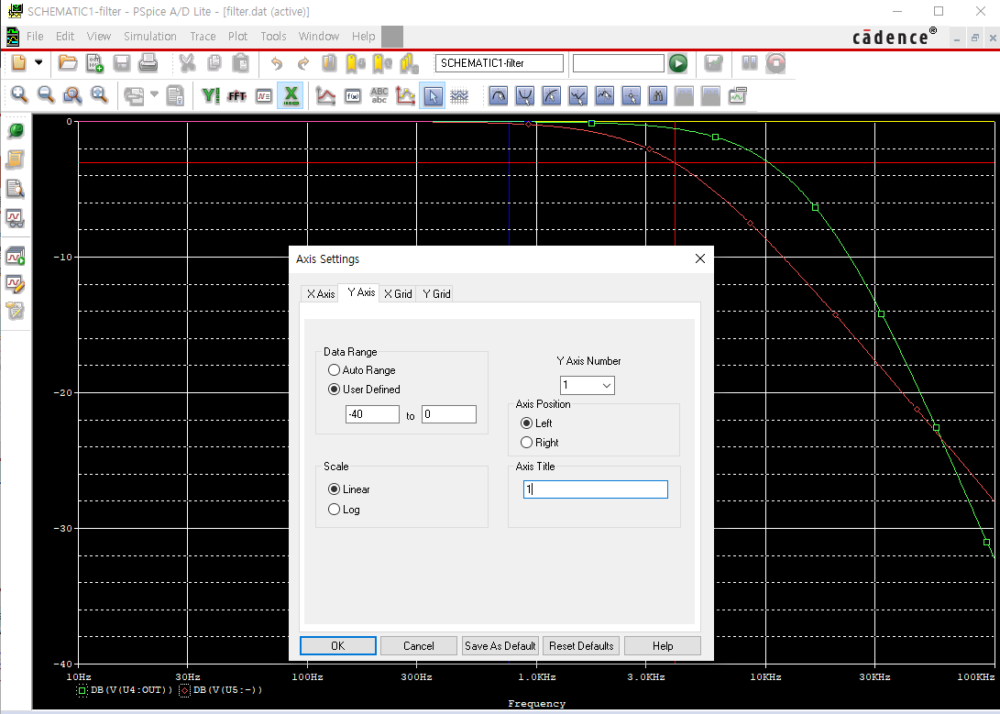 SCHEMATIC1-filter - PSpice A/D Lite - [filter.dat (active)]
File Edit View Simulation Trace Plot Tools Window Help
cādence®
SCHEMATIC1-filter
Y! FFT
f(x) ABC
abc
0
-10
-20
-30
-40
Axis Settings
X Axis Y Axis X Grid Y Grid
Data Range
Auto Range
User Defined
-40 to 0
Y Axis Number
1
Axis Position
Left
Right
Scale
Linear
Log
Axis Title
1
OK Cancel Save As Default Reset Defaults Help
10Hz 30Hz 100Hz 300Hz 1.0KHz 3.0KHz 10KHz 30KHz 100KHz
DB(V(U4:OUT)) DB(V(U5:-))
Frequency